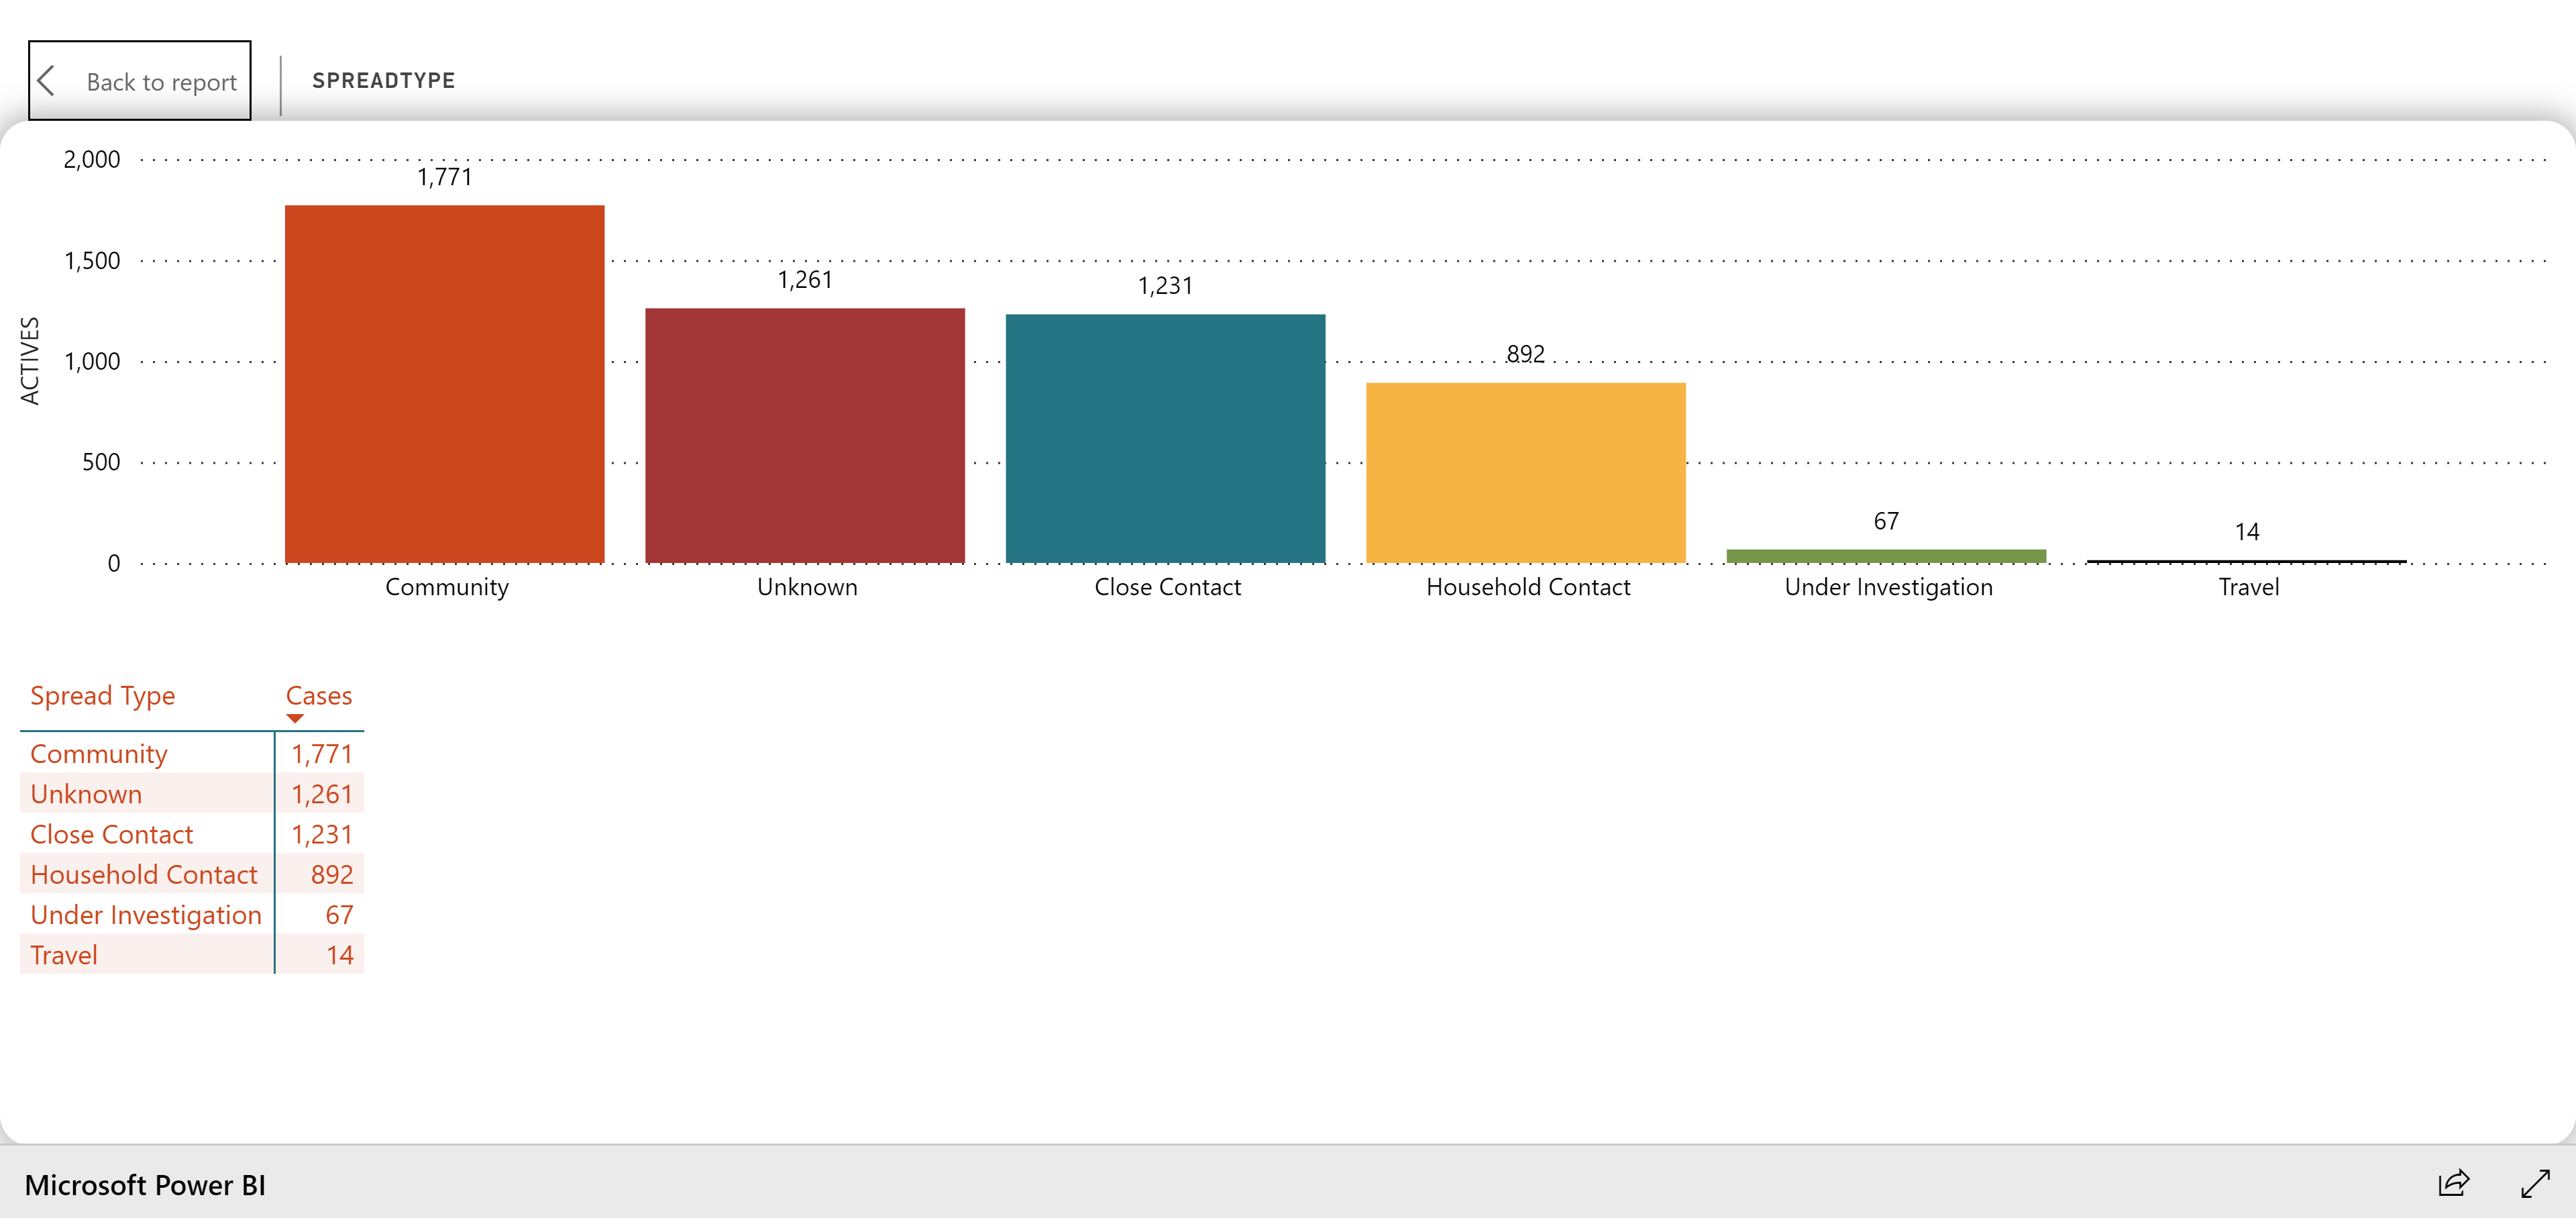 Back to report
SPREADTYPE
ACTIVES
2,000
1,500
1,000
500
0
1,771
1,261
1,231
892
67
14
Community
Unknown
Close Contact
Household Contact
Under Investigation
Travel
Spread Type Cases
Community 1,771
Unknown 1,261
Close Contact 1,231
Household Contact 892
Under Investigation 67
Travel 14
Microsoft Power BI